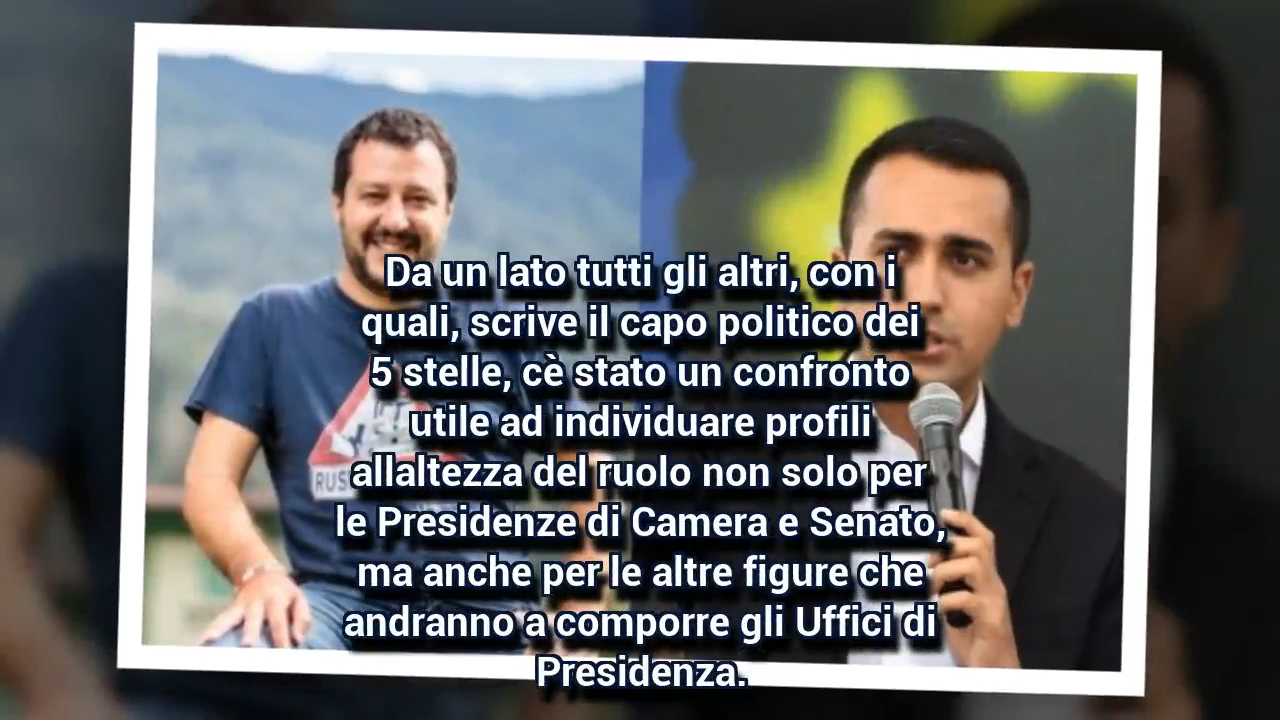 Da un lato tutti gli altri, con i
quali, scrive il capo politico dei
5 stelle, cè stato un confronto
utile ad individuare profili
allaltezza del ruolo non solo per
le Presidenze di Camera e Senato,
ma anche per le altre figure che
andranno a comporre gli Uffici di
Presidenza.